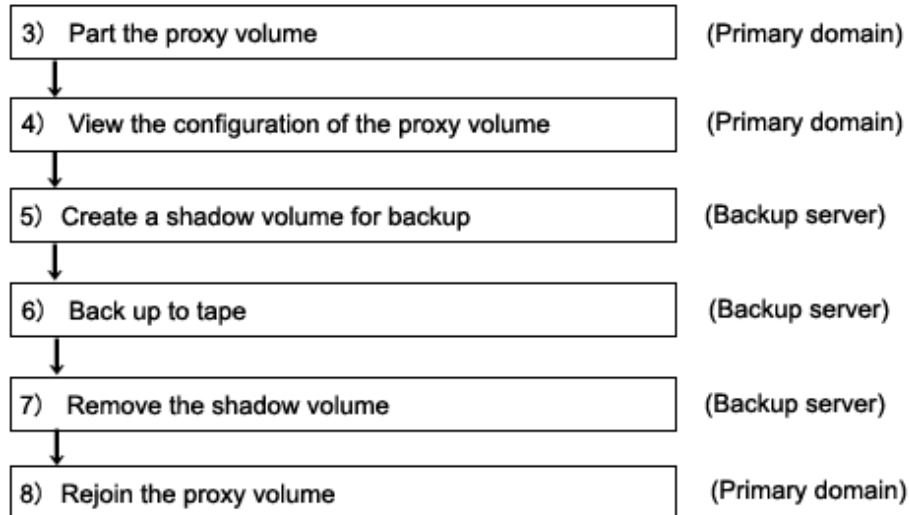 3) Part the proxy volume (Primary domain)
4) View the configuration of the proxy volume (Primary domain)
5) Create a shadow volume for backup (Backup server)
6) Back up to tape (Backup server)
7) Remove the shadow volume (Backup server)
8) Rejoin the proxy volume (Primary domain)